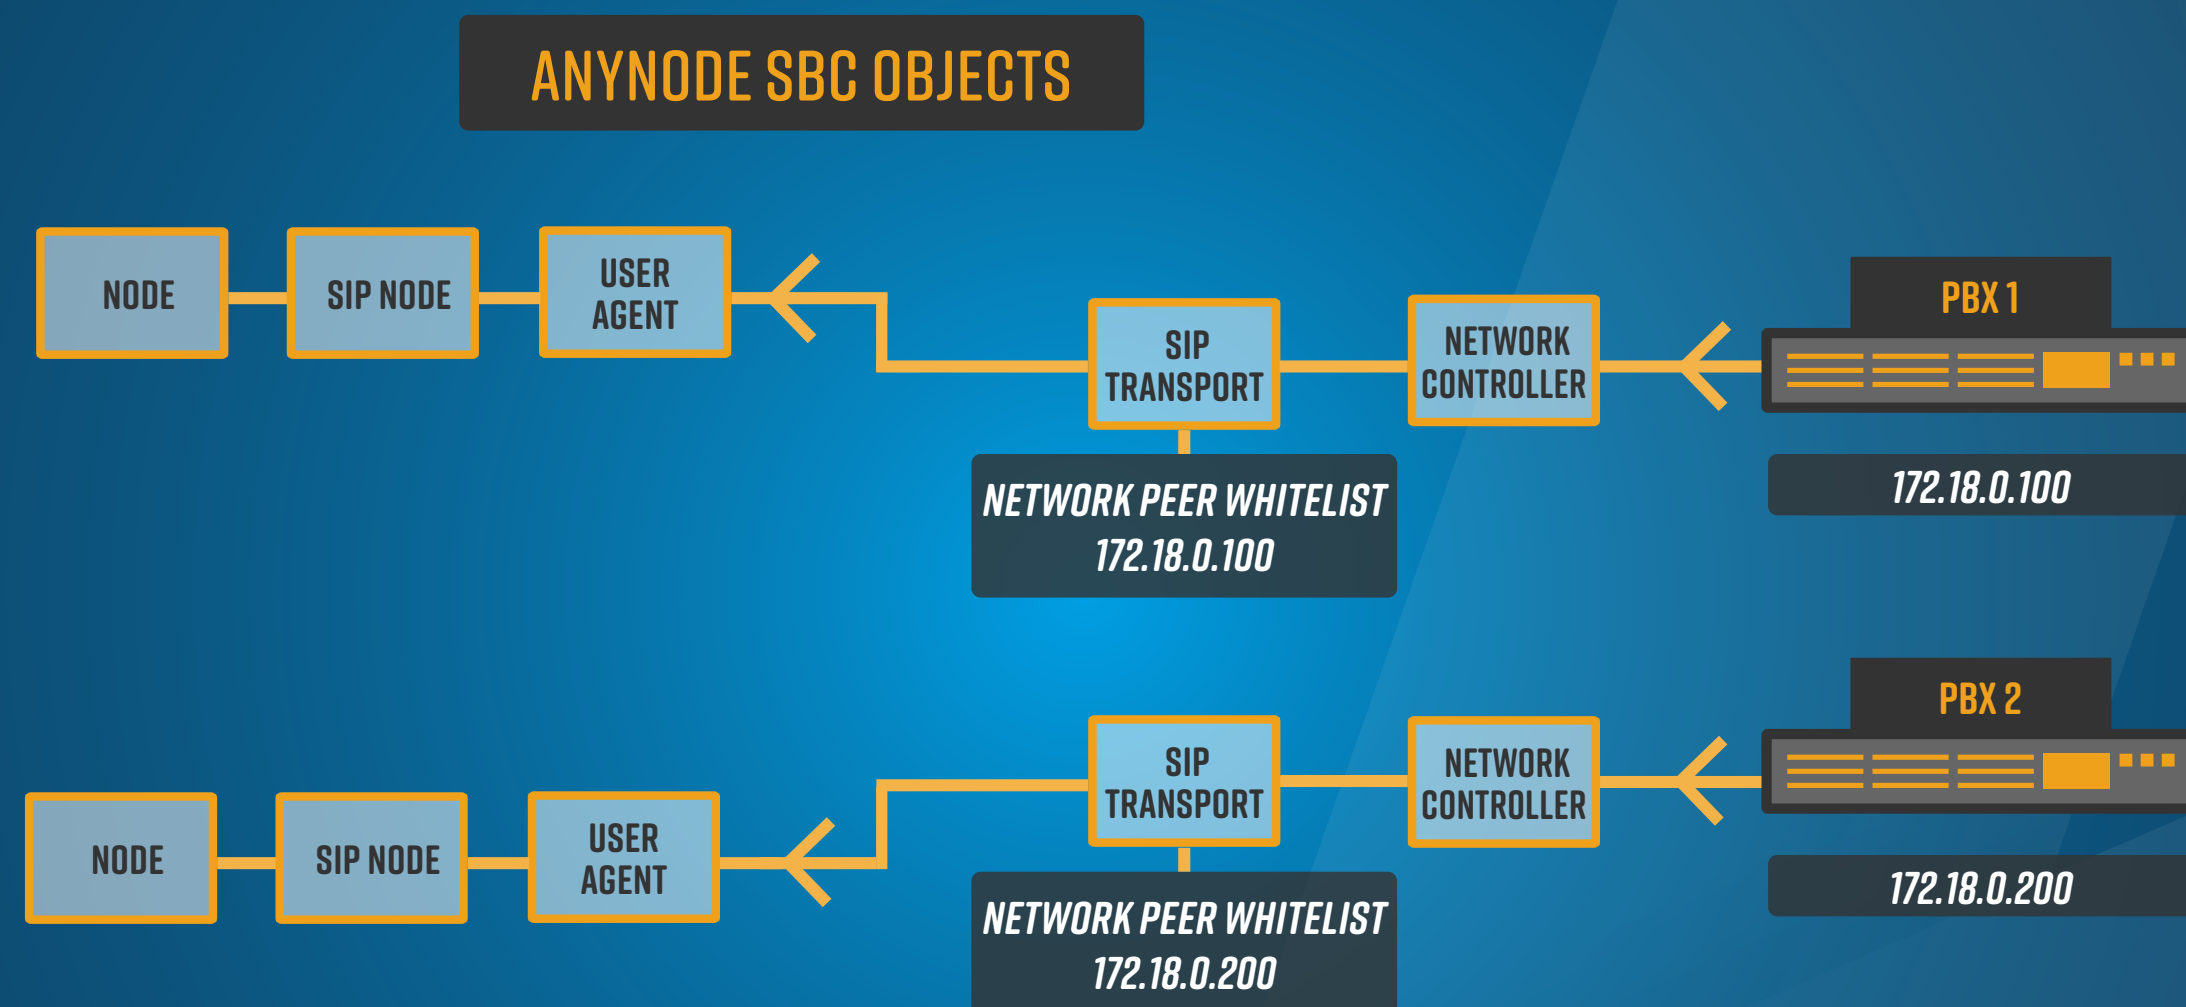 ANYNODE SBC OBJECTS
NODE
SIP NODE
USER
AGENT
SIP
TRANSPORT
NETWORK
CONTROLLER
PBX 1
NETWORK PEER WHITELIST
172.18.0.100
172.18.0.100
NODE
SIP NODE
USER
AGENT
SIP
TRANSPORT
NETWORK
CONTROLLER
PBX 2
NETWORK PEER WHITELIST
172.18.0.200
172.18.0.200